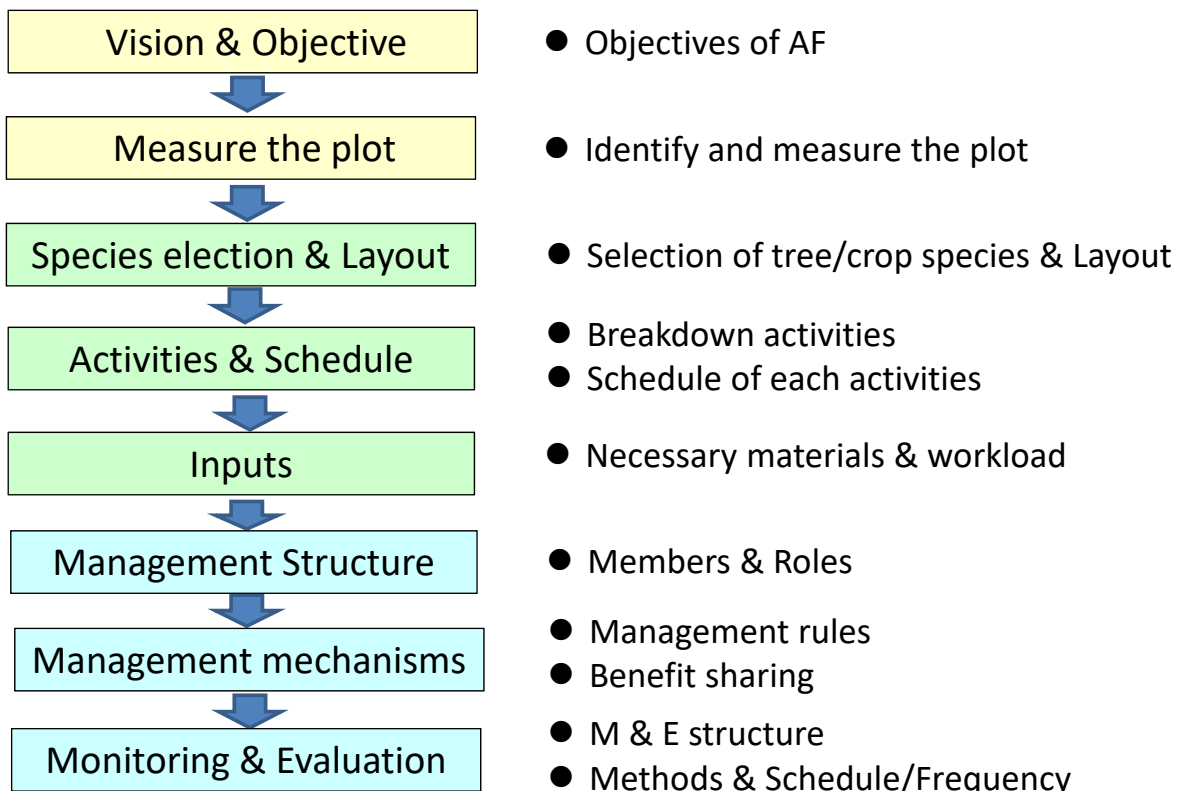 Vision & Objective
● Objectives of AF
Measure the plot
● Identify and measure the plot
Species election & Layout
● Selection of tree/crop species & Layout
Activities & Schedule
● Breakdown activities
● Schedule of each activities
Inputs
● Necessary materials & workload
Management Structure
● Members & Roles
Management mechanisms
● Management rules
● Benefit sharing
Monitoring & Evaluation
● M & E structure
● Methods & Schedule/Frequency